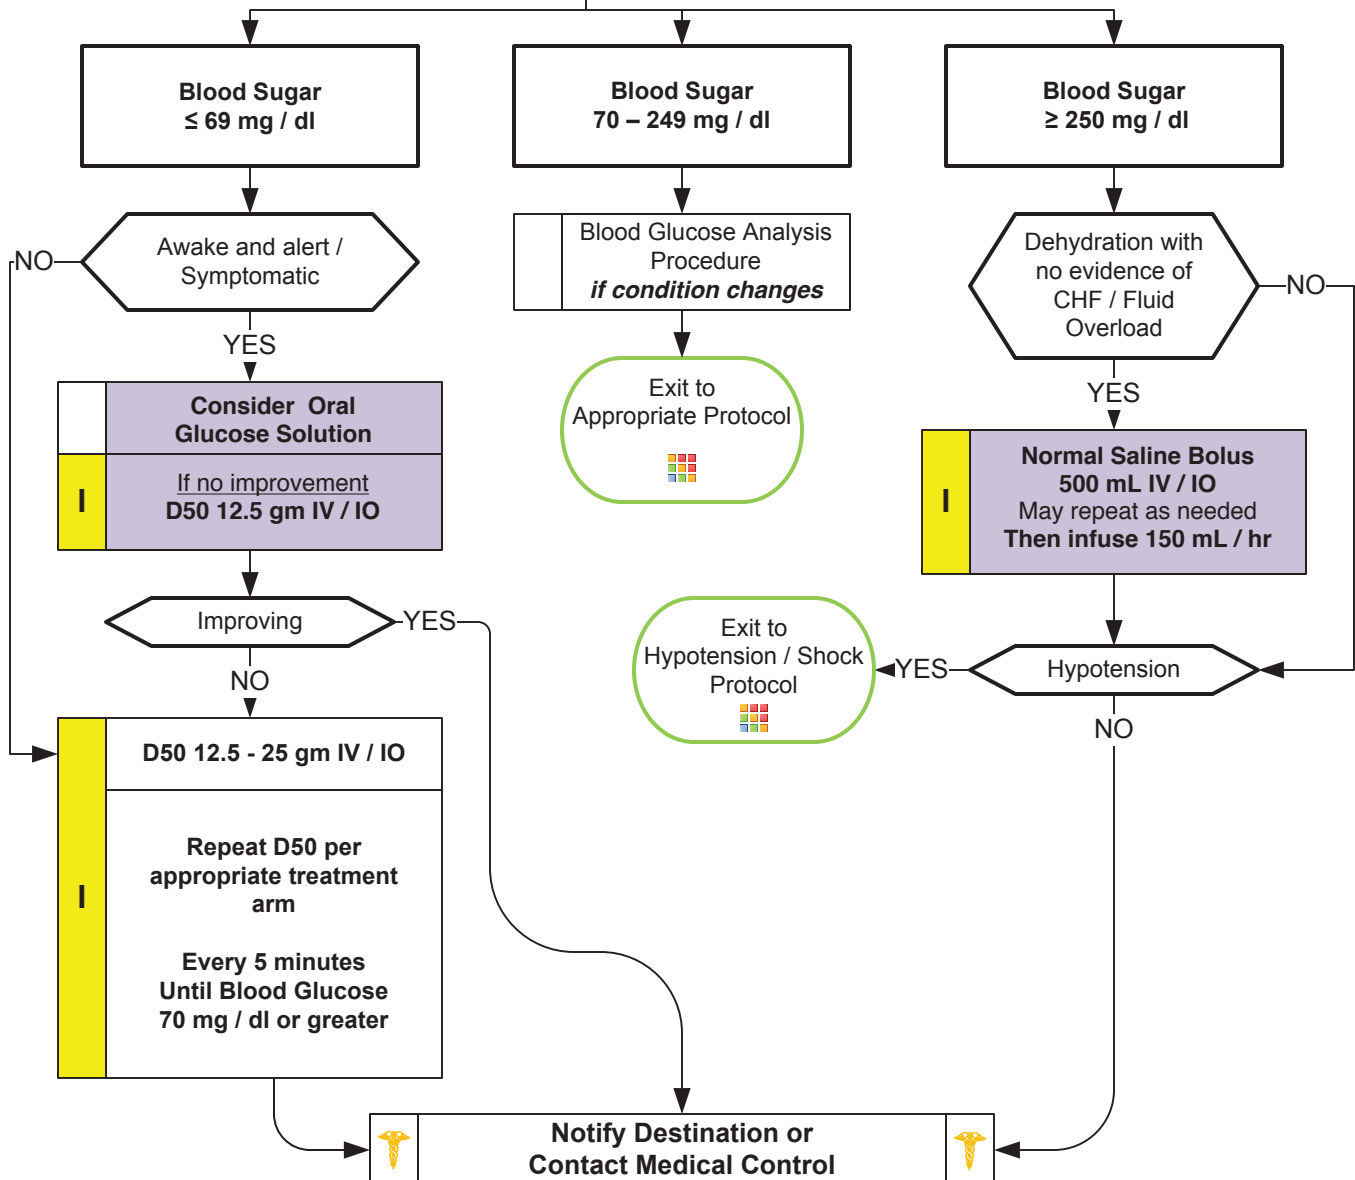 Blood Sugar
≤ 69 mg / dl
Blood Sugar
70 – 249 mg / dl
Blood Sugar
≥ 250 mg / dl
NO
Awake and alert /
Symptomatic
YES
Consider Oral
Glucose Solution
I
If no improvement
D50 12.5 gm IV / IO
Improving
YES
NO
I
D50 12.5 - 25 gm IV / IO
Repeat D50 per
appropriate treatment
arm
Every 5 minutes
Until Blood Glucose
70 mg / dl or greater
Blood Glucose Analysis
Procedure
if condition changes
Exit to
Appropriate Protocol
Dehydration with
no evidence of
CHF / Fluid
Overload
NO
YES
I
Normal Saline Bolus
500 mL IV / IO
May repeat as needed
Then infuse 150 mL / hr
Hypotension
YES
Exit to
Hypotension / Shock
Protocol
NO
Notify Destination or
Contact Medical Control